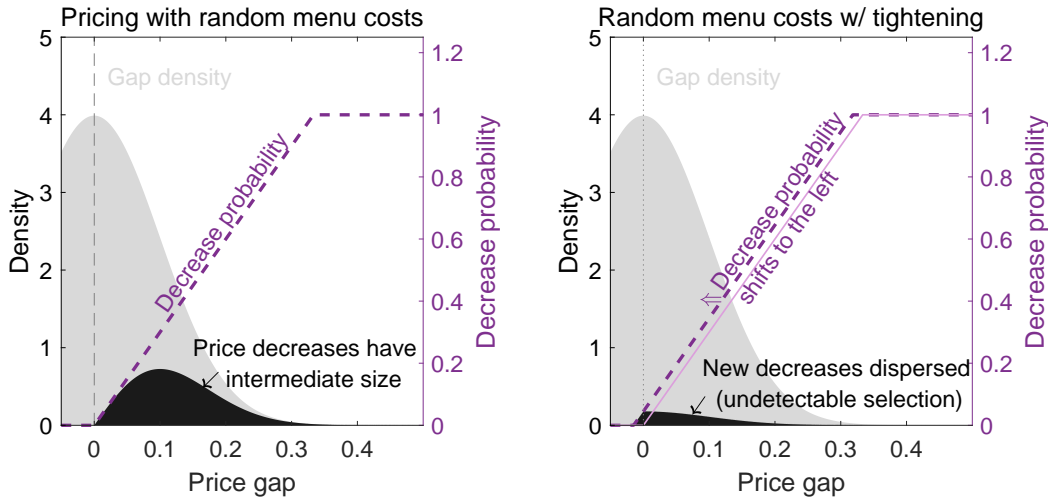 Pricing with random menu costs
5
4
3
2
1
0
Density
Gap density
Decrease probability
Price decreases have
intermediate size
1.2
1
0.8
0.6
0.4
0.2
0
Decrease probability
0
0.1
0.2
0.3
0.4
Price gap
Random menu costs w/ tightening
5
4
3
2
1
0
Density
Gap density
⇐ Decrease probability
shifts to the left
New decreases dispersed
(undetectable selection)
1.2
1
0.8
0.6
0.4
0.2
0
Decrease probability
0
0.1
0.2
0.3
0.4
Price gap